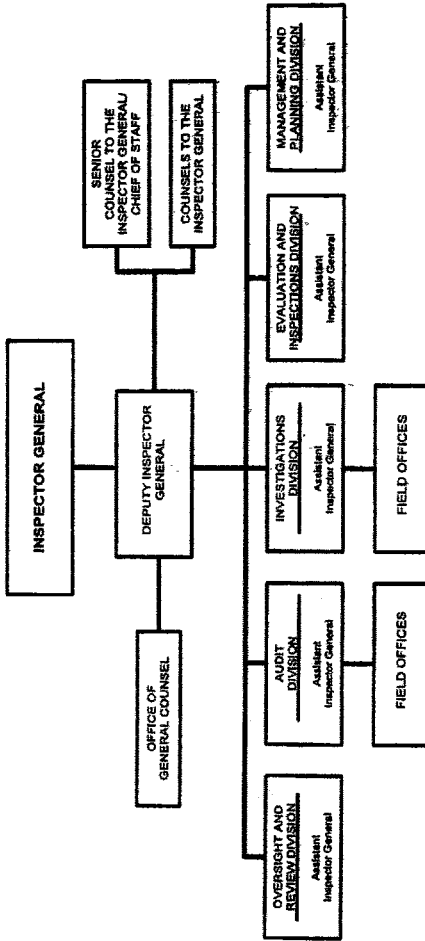 INSPECTOR GENERAL
DEPUTY INSPECTOR
GENERAL
SENIOR
COUNSEL TO THE
INSPECTOR GENERAL/
CHIEF OF STAFF
COUNSELS TO THE
INSPECTOR GENERAL
OFFICE OF
GENERAL COUNSEL
OVERSIGHT AND
REVIEW DIVISION
Assistant
Inspector General
AUDIT
DIVISION
Assistant
Inspector General
INVESTIGATIONS
DIVISION
Assistant
Inspector General
EVALUATION AND
INSPECTIONS DIVISION
Assistant
Inspector General
MANAGEMENT AND
PLANNING DIVISION
Assistant
Inspector General
FIELD OFFICES
FIELD OFFICES